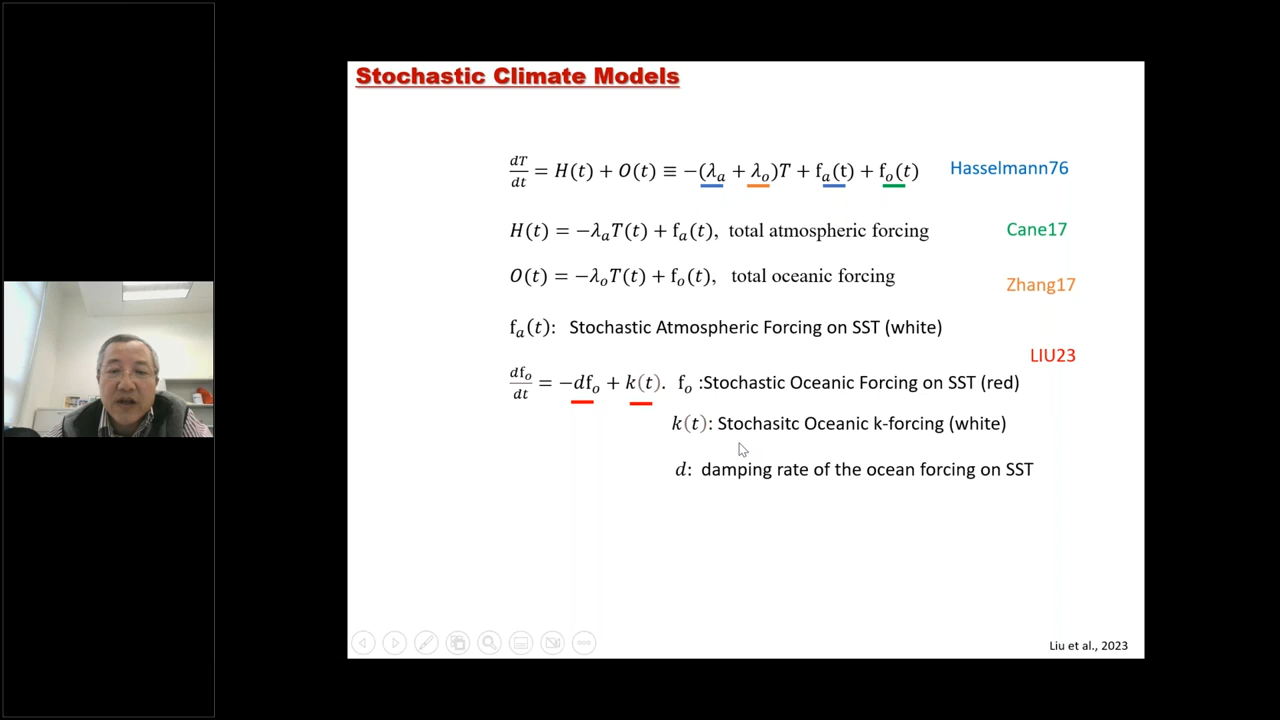 Stochastic Climate Models
dT/dt = H(t) + O(t) ≡ −(λₐ + λₒ)T + fₐ(t) + fₒ(t) Hasselmann76
H(t) = −λₐT(t) + fₐ(t), total atmospheric forcing Cane17
O(t) = −λₒT(t) + fₒ(t), total oceanic forcing Zhang17
fₐ(t): Stochastic Atmospheric Forcing on SST (white)
LIU23
dfₒ/dt = −dfₒ + k(t). fₒ :Stochastic Oceanic Forcing on SST (red)
k(t): Stochasitc Oceanic k-forcing (white)
d: damping rate of the ocean forcing on SST
Liu et al., 2023